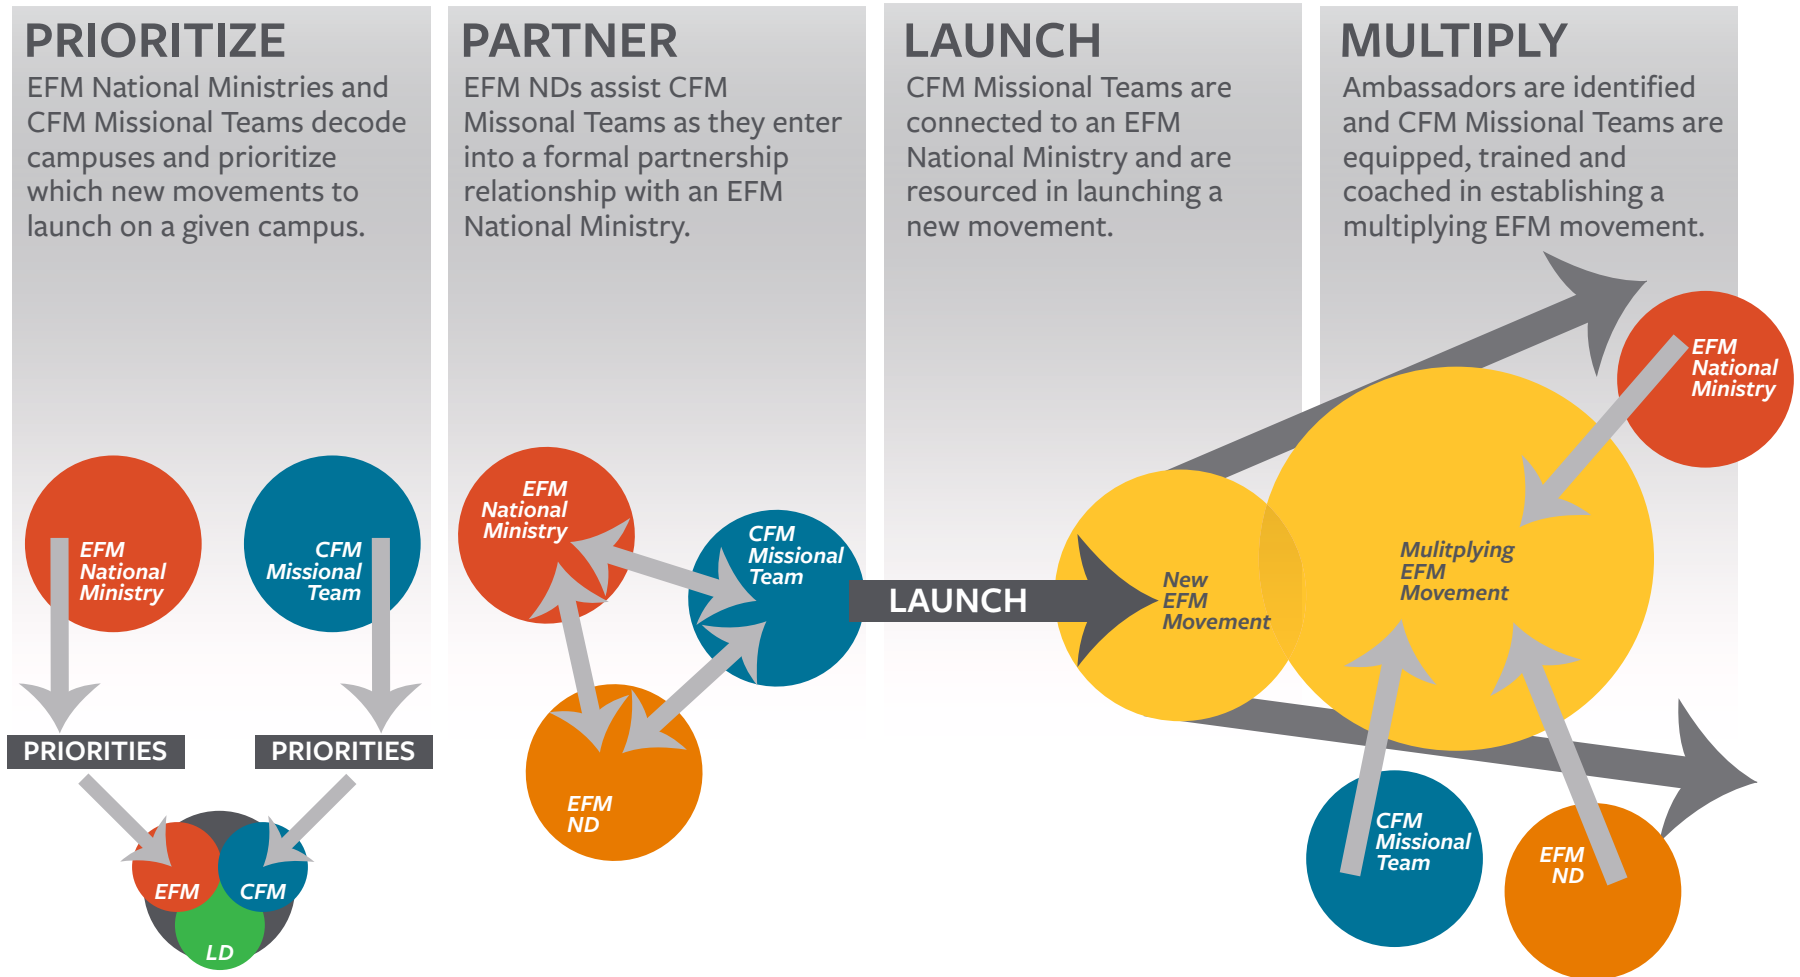 PRIORITIZE
EFM National Ministries and
CFM Missional Teams decode
campuses and prioritize
which new movements to
launch on a given campus.
EFM
National
Ministry
CFM
Missional
Team
PRIORITIES
PRIORITIES
EFM
CFM
LD
PARTNER
EFM NDs assist CFM
Missonal Teams as they enter
into a formal partnership
relationship with an EFM
National Ministry.
EFM
National
Ministry
CFM
Missional
Team
EFM
ND
LAUNCH
CFM Missional Teams are
connected to an EFM
National Ministry and are
resourced in launching a
new movement.
LAUNCH
New
EFM
Movement
MULTIPLY
Ambassadors are identified
and CFM Missional Teams are
equipped, trained and
coached in establishing a
multiplying EFM movement.
EFM
National
Ministry
Mulitplying
EFM
Movement
CFM
Missional
Team
EFM
ND